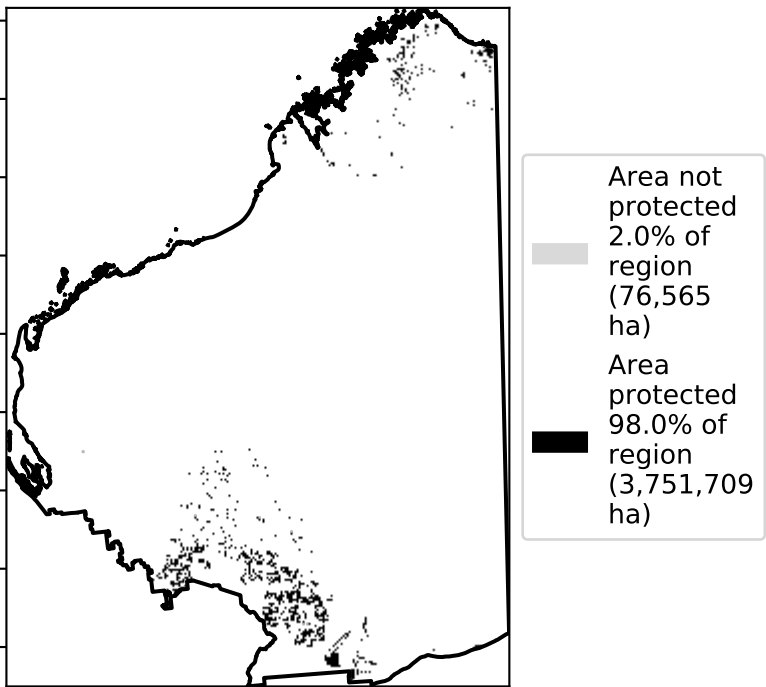 Area not
protected
2.0% of
region
(76,565
ha)
Area
protected
98.0% of
region
(3,751,709
ha)